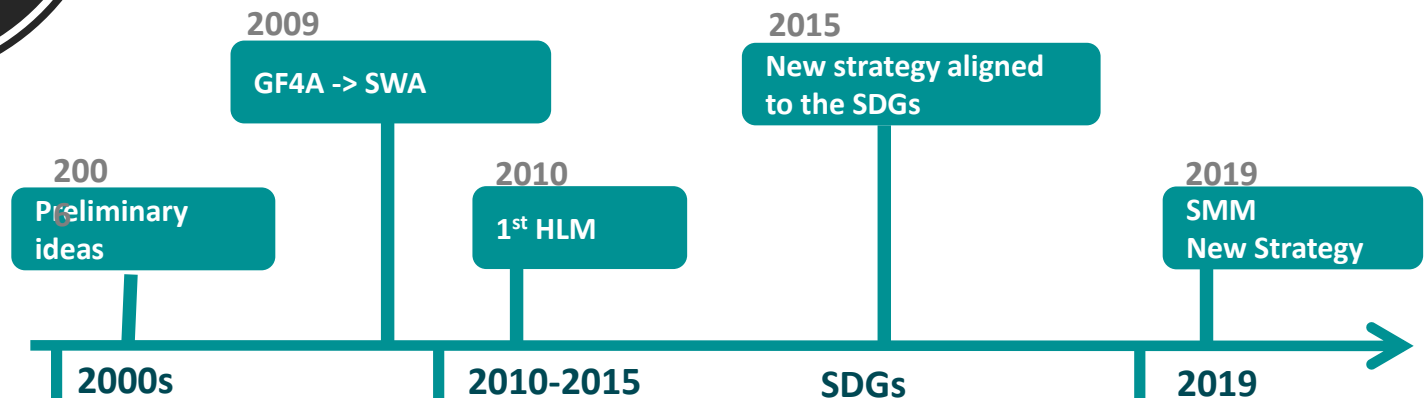 2009
GF4A -> SWA
2015
New strategy aligned
to the SDGs
200
6
Preliminary
ideas
2010
1st HLM
2019
SMM
New Strategy
2000s
2010-2015
SDGs
2019